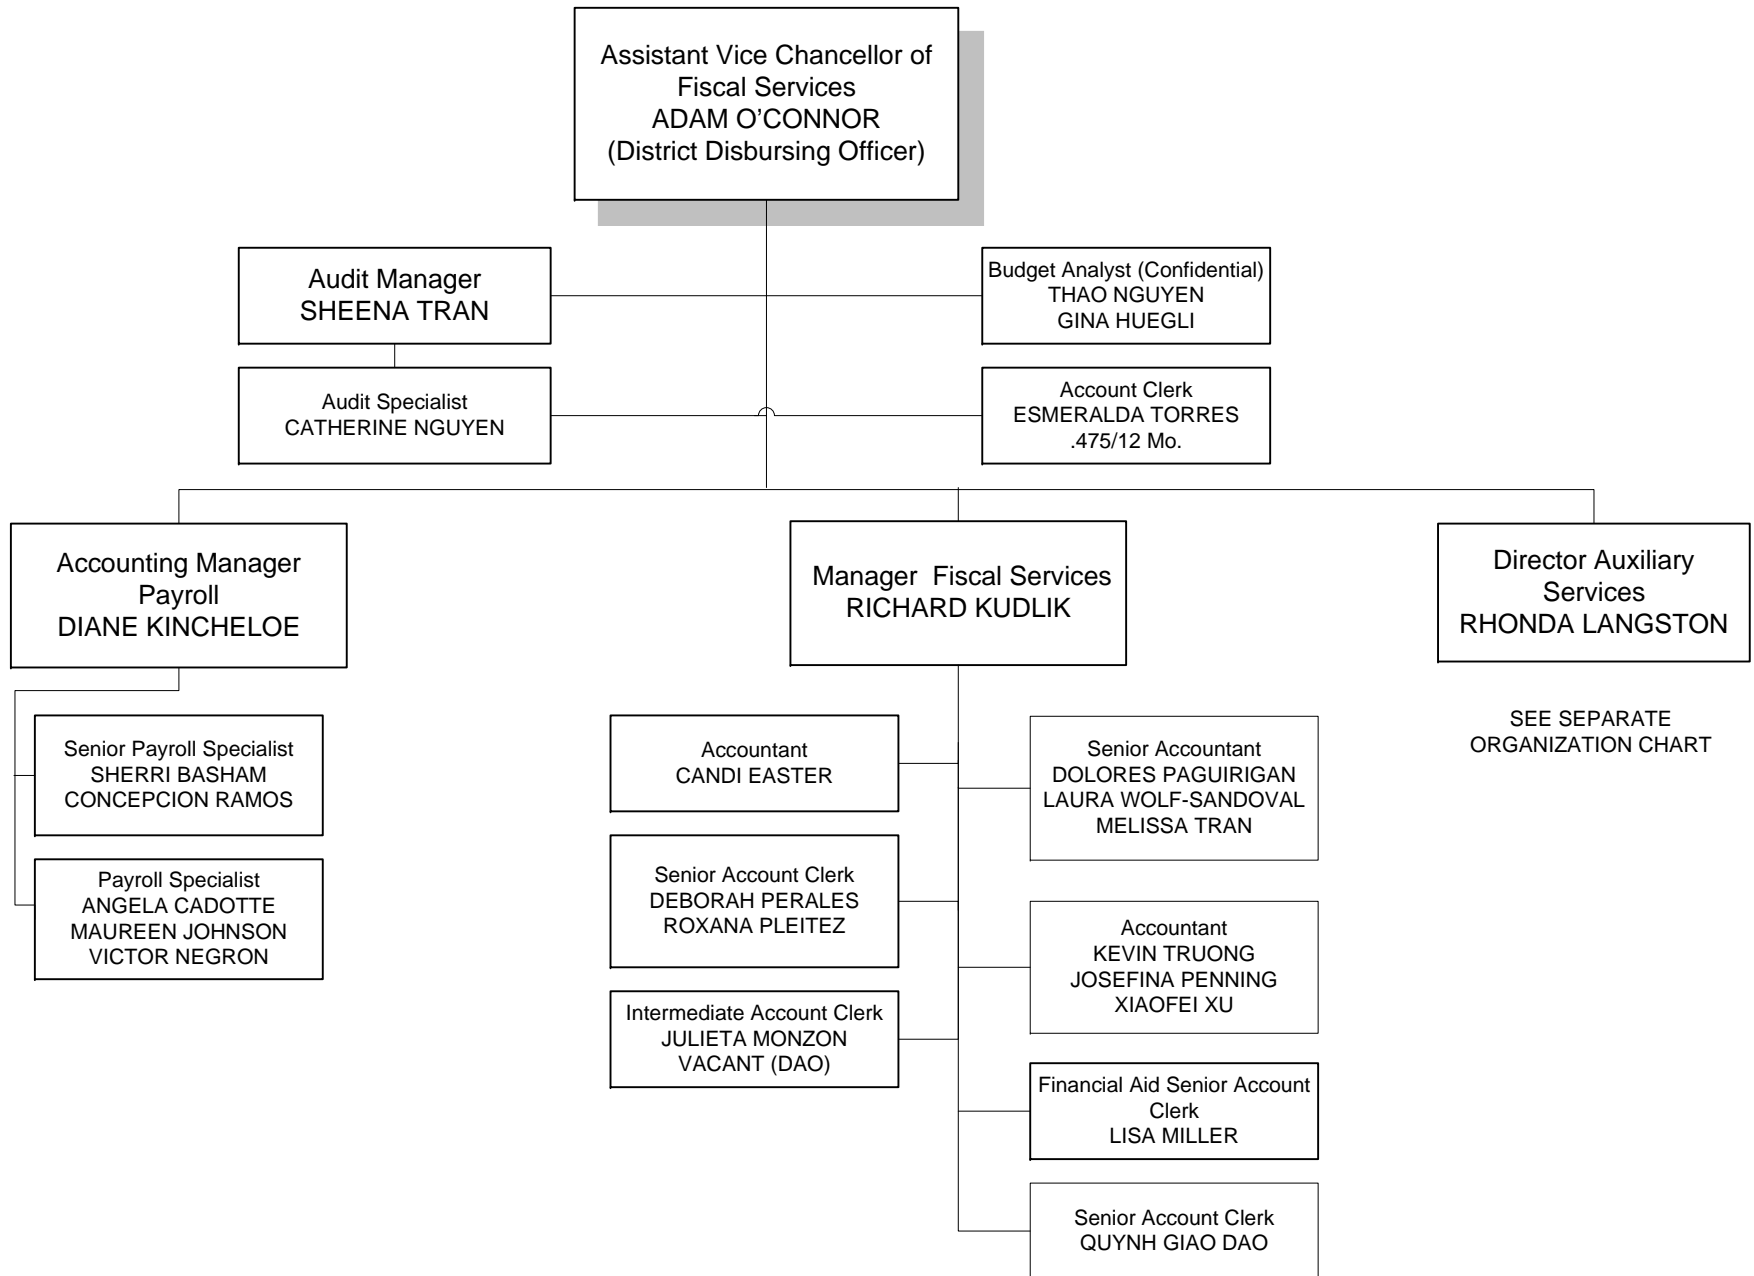 Assistant Vice Chancellor of
Fiscal Services
ADAM O’CONNOR
(District Disbursing Officer)
Audit Manager
SHEENA TRAN
Budget Analyst (Confidential)
THAO NGUYEN
GINA HUEGLI
Audit Specialist
CATHERINE NGUYEN
Account Clerk
ESMERALDA TORRES
.475/12 Mo.
Accounting Manager
Payroll
DIANE KINCHELOE
Manager  Fiscal Services
RICHARD KUDLIK
Director Auxiliary
Services
RHONDA LANGSTON
SEE SEPARATE
ORGANIZATION CHART
Senior Payroll Specialist
SHERRI BASHAM
CONCEPCION RAMOS
Payroll Specialist
ANGELA CADOTTE
MAUREEN JOHNSON
VICTOR NEGRON
Accountant
CANDI EASTER
Senior Account Clerk
DEBORAH PERALES
ROXANA PLEITEZ
Intermediate Account Clerk
JULIETA MONZON
VACANT (DAO)
Senior Accountant
DOLORES PAGUIRIGAN
LAURA WOLF-SANDOVAL
MELISSA TRAN
Accountant
KEVIN TRUONG
JOSEFINA PENNING
XIAOFEI XU
Financial Aid Senior Account
Clerk
LISA MILLER
Senior Account Clerk
QUYNH GIAO DAO